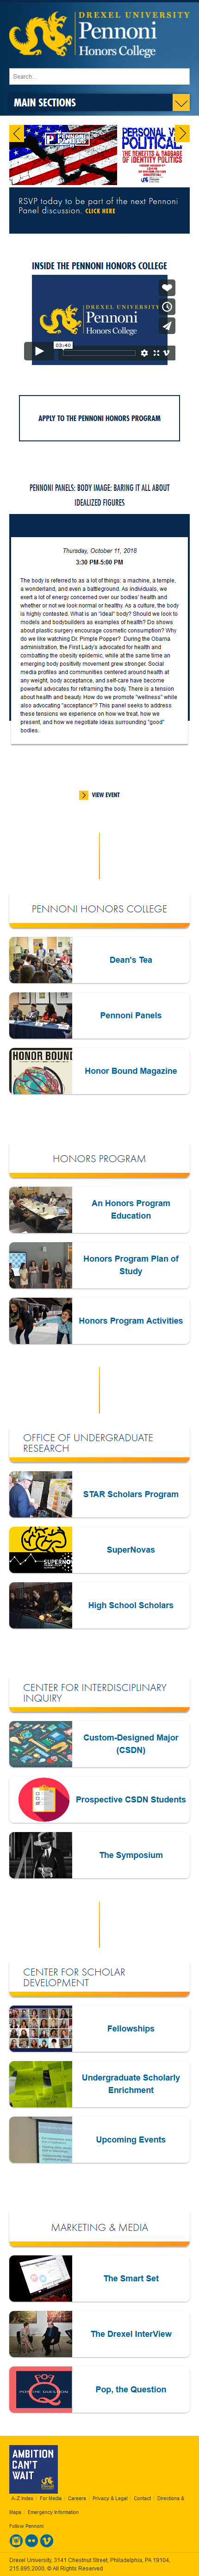 DREXEL UNIVERSITY
Pennoni
Honors College
Search...
MAIN SECTIONS
PERSONAL VS
POLITICAL
THE BENEFITS & BAGGAGE
OF IDENTITY POLITICS
RSVP today to be part of the next Pennoni
Panel discussion. CLICK HERE
INSIDE THE PENNONI HONORS COLLEGE
DREXEL UNIVERSITY
Pennoni
Honors College
03:40
APPLY TO THE PENNONI HONORS PROGRAM
PENNONI PANELS: BODY IMAGE: BARING IT ALL ABOUT
IDEALIZED FIGURES
Thursday, October 11, 2018
3:30 PM-5:00 PM
The body is referred to as a lot of things: a machine, a temple,
a wonderland, and even a battleground. As individuals, we
exert a lot of energy concerned over our bodies' health and
whether or not we look normal or healthy. As a culture, the body
is highly contested. What is an "ideal" body? Should we look to
models and bodybuilders as examples of health? Do shows
about plastic surgery encourage cosmetic consumption? Why
do we like watching Dr. Pimple Popper? During the Obama
administration, the First Lady's advocated for health and
combatting the obesity epidemic, while at the same time an
emerging body positivity movement grew stronger. Social
media profiles and communities centered around health at
any weight, body acceptance, and self-care have become
powerful advocates for reframing the body. There is a tension
about health and beauty. How do we promote "wellness" while
also advocating "acceptance"? This panel seeks to address
these tensions we experience on how we treat, how we
present, and how we negotiate ideas surrounding "good"
bodies.
VIEW EVENT
PENNONI HONORS COLLEGE
Dean's Tea
Pennoni Panels
HONOR BOUND
Honor Bound Magazine
HONORS PROGRAM
An Honors Program
Education
Honors Program Plan of
Study
Honors Program Activities
OFFICE OF UNDERGRADUATE
RESEARCH
STAR Scholars Program
SuperNovas
High School Scholars
CENTER FOR INTERDISCIPLINARY
INQUIRY
Custom-Designed Major
(CSDN)
Prospective CSDN Students
The Symposium
CENTER FOR SCHOLAR
DEVELOPMENT
Fellowships
Undergraduate Scholarly
Enrichment
Upcoming Events
MARKETING & MEDIA
The Smart Set
The Drexel InterView
Pop, the Question
AMBITION
CAN'T
WAIT
A-Z Index For Media Careers Privacy & Legal Contact Directions &
Maps Emergency Information
Follow Pennoni
Drexel University, 3141 Chestnut Street, Philadelphia, PA 19104,
215.895.2000, © All Rights Reserved